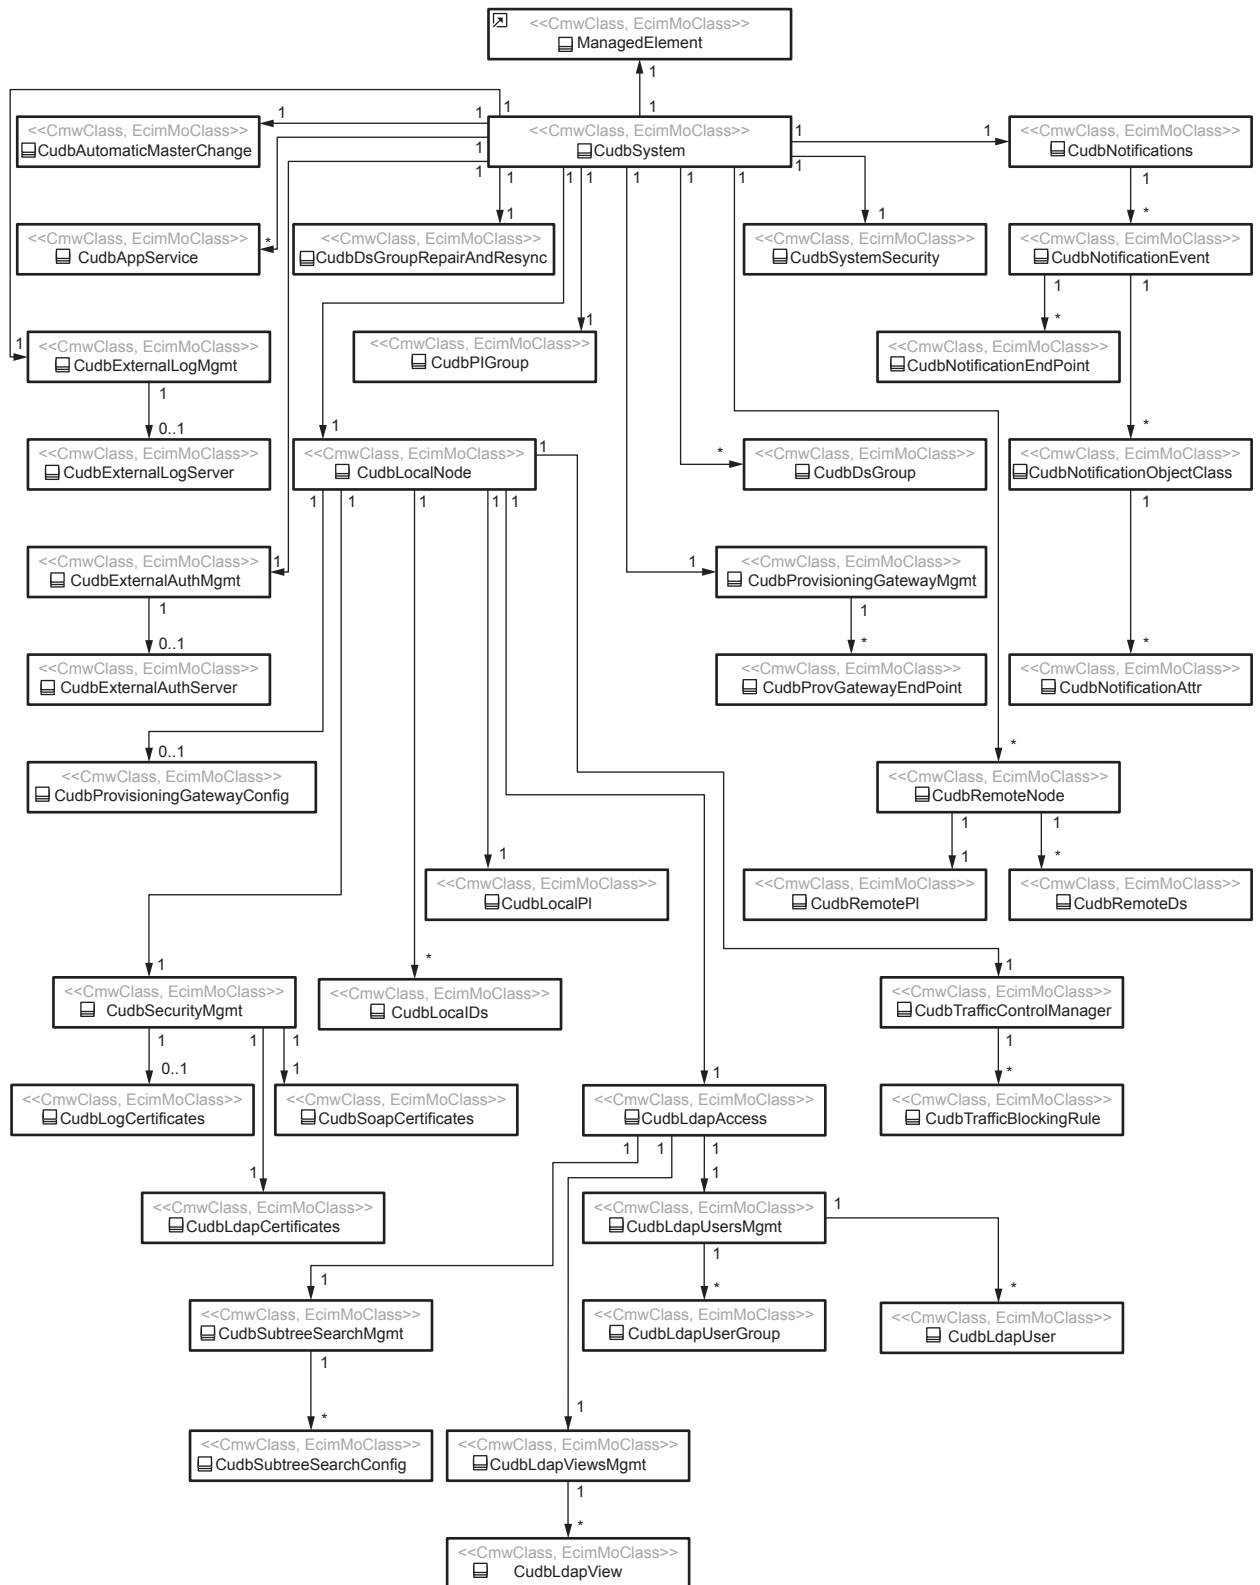 <<CmwClass, EcimMoClass>>
ManagedElement
1
1
1
1
1
<<CmwClass, EcimMoClass>>
CudbAutomaticMasterChange
<<CmwClass, EcimMoClass>>
CudbSystem
1
1
<<CmwClass, EcimMoClass>>
CudbNotifications
1
1
1
1
1
1
1
1
1
1
1
*
<<CmwClass, EcimMoClass>>
CudbAppService
*
1
<<CmwClass, EcimMoClass>>
CudbDsGroupRepairAndResync
1
<<CmwClass, EcimMoClass>>
CudbSystemSecurity
<<CmwClass, EcimMoClass>>
CudbNotificationEvent
1
1
1
<<CmwClass, EcimMoClass>>
CudbExternalLogMgmt
1
<<CmwClass, EcimMoClass>>
CudbPlGroup
*
<<CmwClass, EcimMoClass>>
CudbNotificationEndPoint
1
0..1
1
*
<<CmwClass, EcimMoClass>>
CudbExternalLogServer
<<CmwClass, EcimMoClass>>
CudbLocalNode
1
*
<<CmwClass, EcimMoClass>>
CudbDsGroup
<<CmwClass, EcimMoClass>>
CudbNotificationObjectClass
1
1
1
1
1
1
<<CmwClass, EcimMoClass>>
CudbExternalAuthMgmt
1
1
<<CmwClass, EcimMoClass>>
CudbProvisioningGatewayMgmt
1
0..1
1
*
*
<<CmwClass, EcimMoClass>>
CudbExternalAuthServer
<<CmwClass, EcimMoClass>>
CudbProvGatewayEndPoint
<<CmwClass, EcimMoClass>>
CudbNotificationAttr
0..1
*
<<CmwClass, EcimMoClass>>
CudbProvisioningGatewayConfig
<<CmwClass, EcimMoClass>>
CudbRemoteNode
1
1
1
1
*
<<CmwClass, EcimMoClass>>
CudbLocalPl
<<CmwClass, EcimMoClass>>
CudbRemotePl
<<CmwClass, EcimMoClass>>
CudbRemoteDs
1
*
1
<<CmwClass, EcimMoClass>>
CudbSecurityMgmt
<<CmwClass, EcimMoClass>>
CudbLocalDs
<<CmwClass, EcimMoClass>>
CudbTrafficControlManager
1
1
1
1
0..1
1
1
*
<<CmwClass, EcimMoClass>>
CudbLogCertificates
<<CmwClass, EcimMoClass>>
CudbSoapCertificates
<<CmwClass, EcimMoClass>>
CudbLdapAccess
<<CmwClass, EcimMoClass>>
CudbTrafficBlockingRule
1
1
1
1
1
<<CmwClass, EcimMoClass>>
CudbLdapCertificates
<<CmwClass, EcimMoClass>>
CudbLdapUsersMgmt
1
1
1
*
*
<<CmwClass, EcimMoClass>>
CudbSubtreeSearchMgmt
<<CmwClass, EcimMoClass>>
CudbLdapUserGroup
<<CmwClass, EcimMoClass>>
CudbLdapUser
1
1
*
<<CmwClass, EcimMoClass>>
CudbSubtreeSearchConfig
<<CmwClass, EcimMoClass>>
CudbLdapViewsMgmt
1
*
<<CmwClass, EcimMoClass>>
CudbLdapView